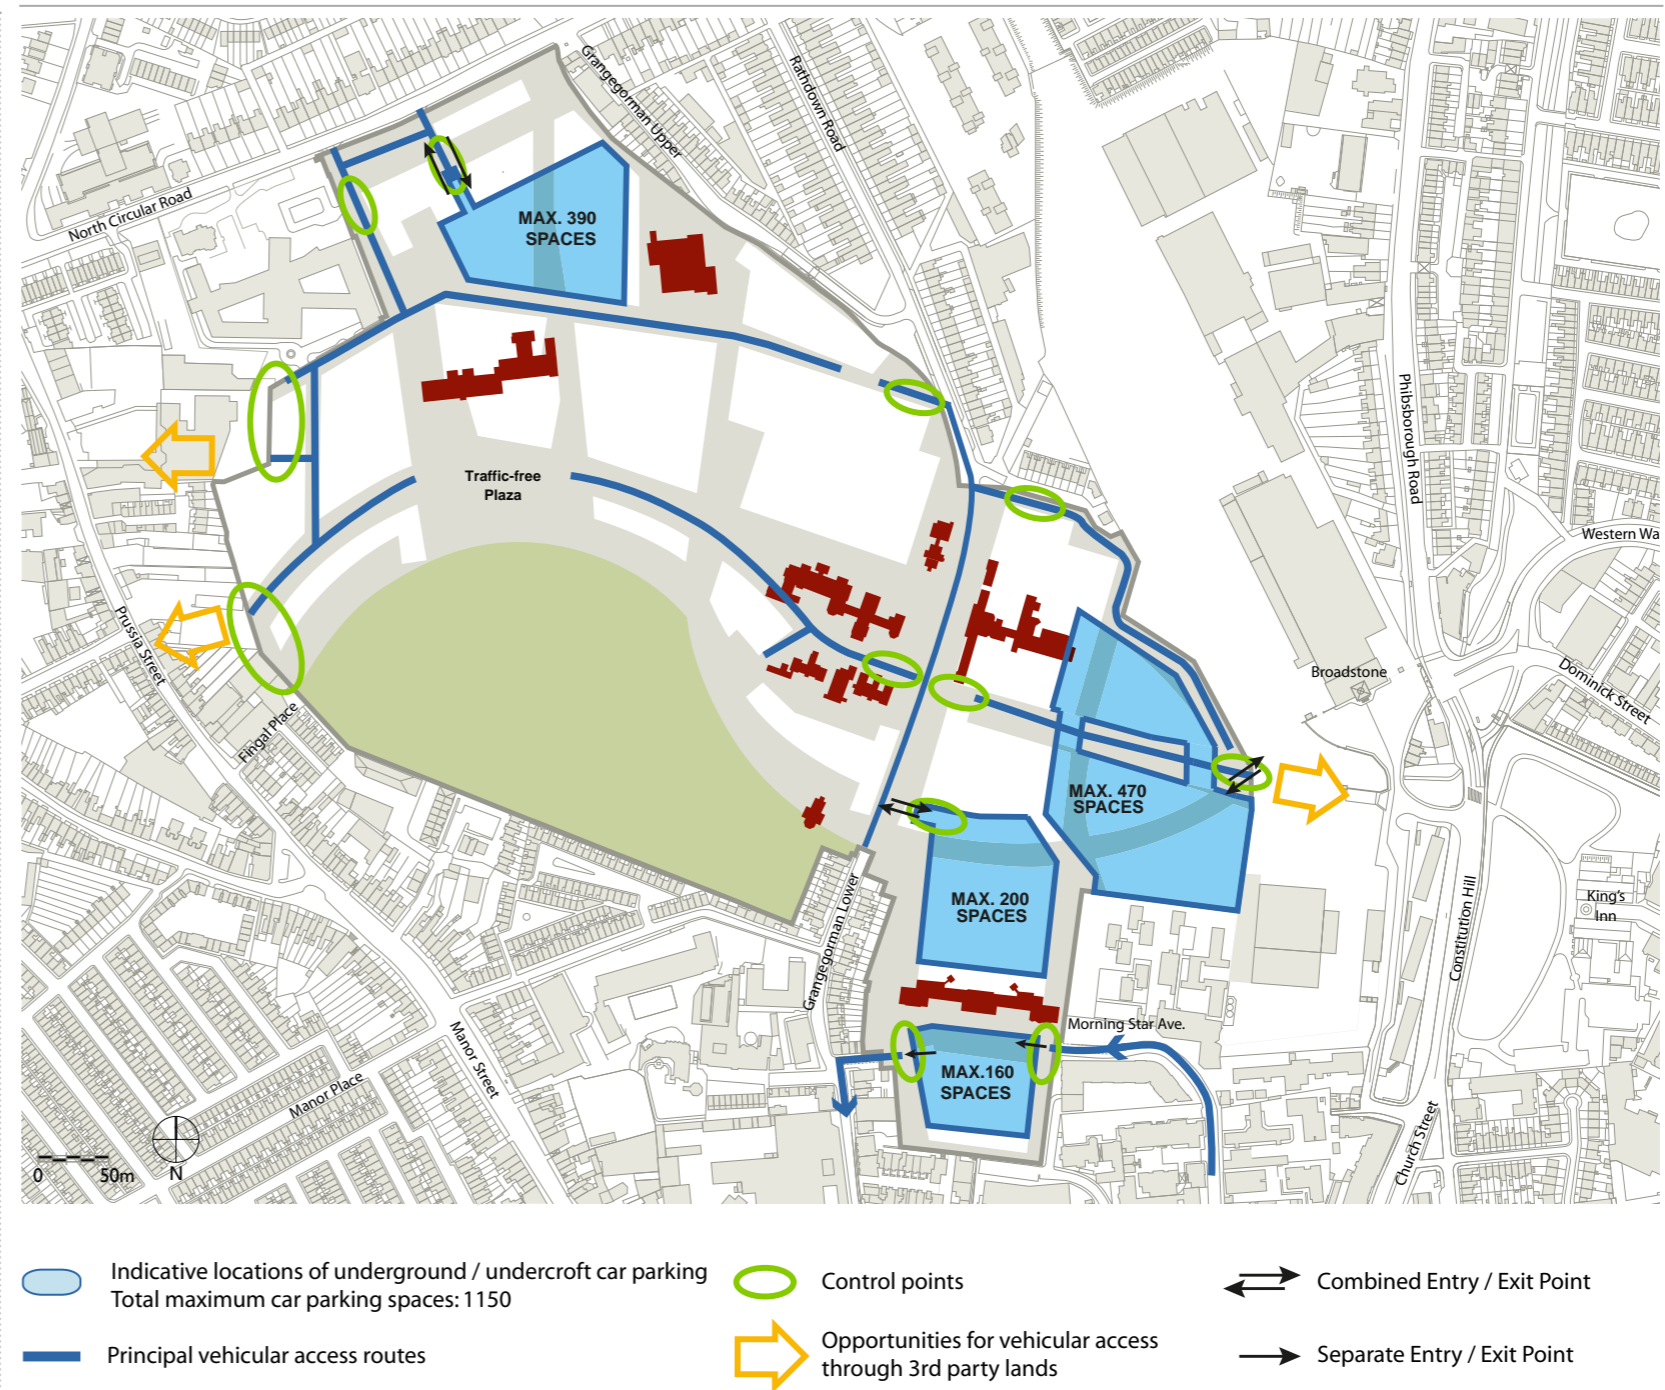 Grangegorman Upper
Rathdown Road
North Circular Road
MAX. 390
SPACES
Phibsborough Road
Traffic-free
Plaza
Western Wa
Prussia Street
Broadstone
Dominick Street
Fingal Place
MAX. 470
SPACES
MAX. 200
SPACES
Grangegorman Lower
King's
Inn
Constitution Hill
Morning Star Ave.
Manor Street
MAX.160
SPACES
Manor Place
Church Street
0 50m
N
Indicative locations of underground / undercroft car parking
Total maximum car parking spaces: 1150
Control points
Combined Entry / Exit Point
Principal vehicular access routes
Opportunities for vehicular access
through 3rd party lands
Separate Entry / Exit Point